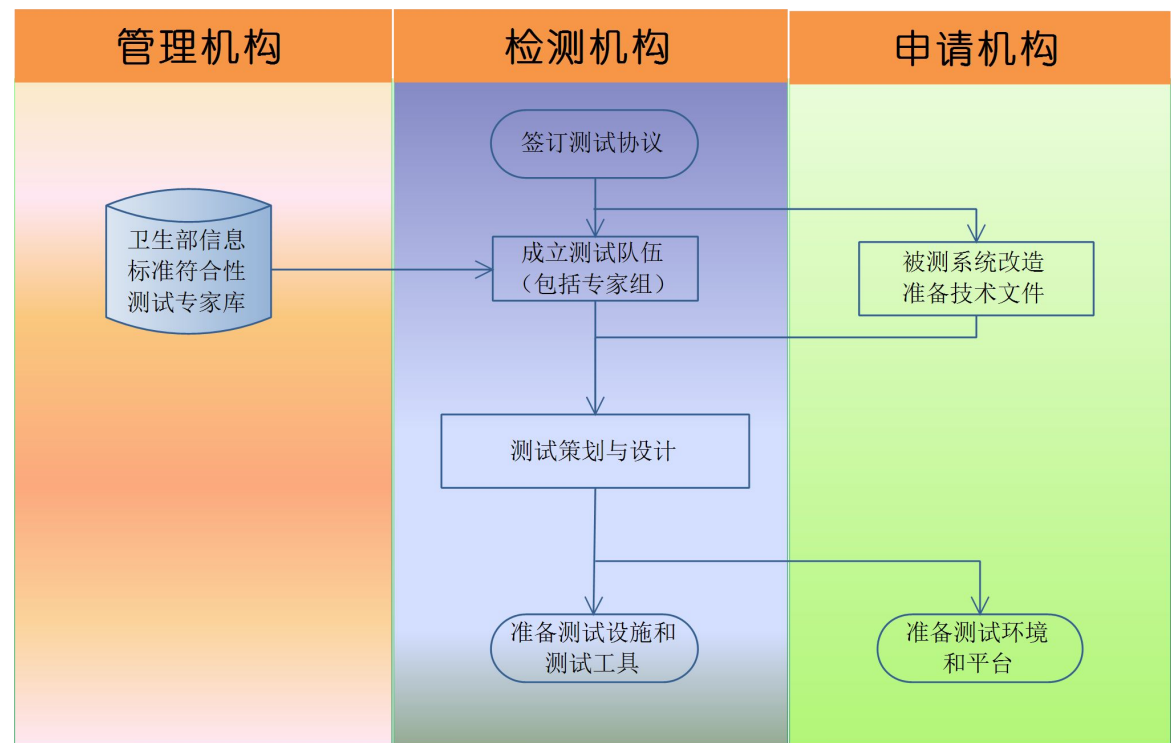 管理机构
检测机构
申请机构
签订测试协议
卫生部信息
标准符合性
测试专家库
成立测试队伍
（包括专家组）
被测系统改造
准备技术文件
测试策划与设计
准备测试设施和
测试工具
准备测试环境
和平台